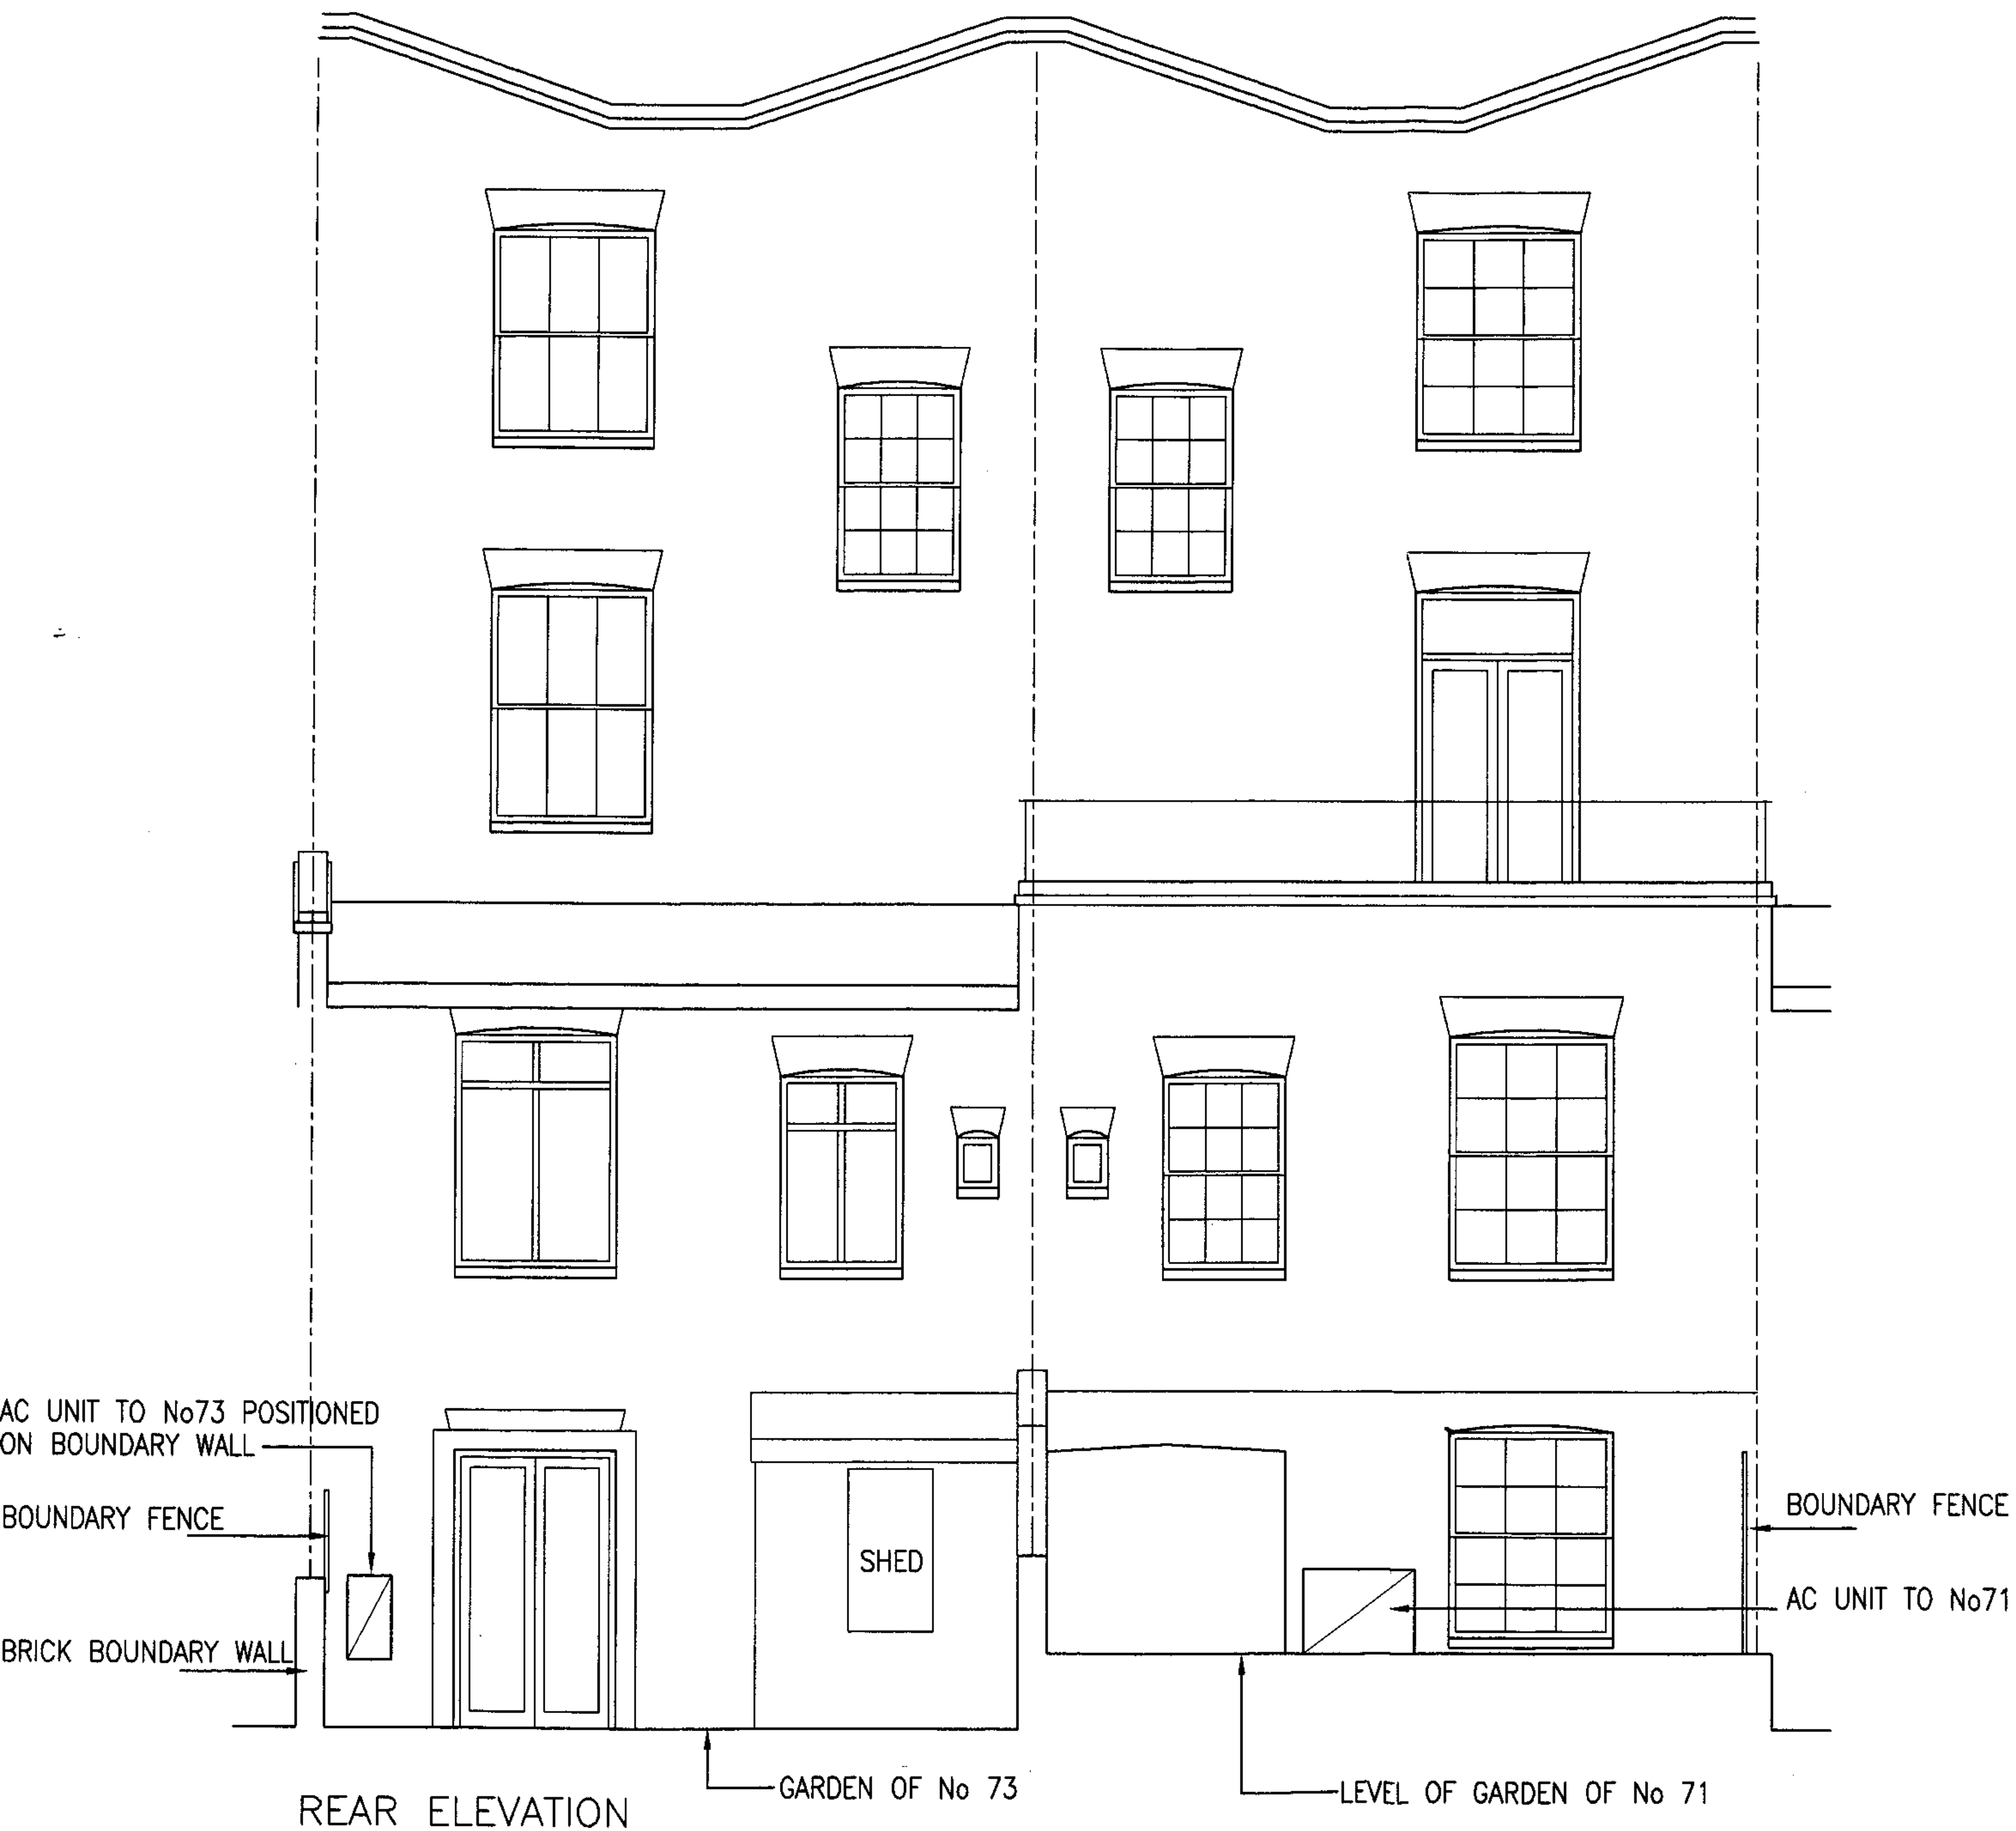 AC UNIT TO No73 POSITIONED
ON BOUNDARY WALL
BOUNDARY FENCE
BRICK BOUNDARY WALL
SHED
BOUNDARY FENCE
AC UNIT TO No71
GARDEN OF No 73
LEVEL OF GARDEN OF No 71
REAR ELEVATION